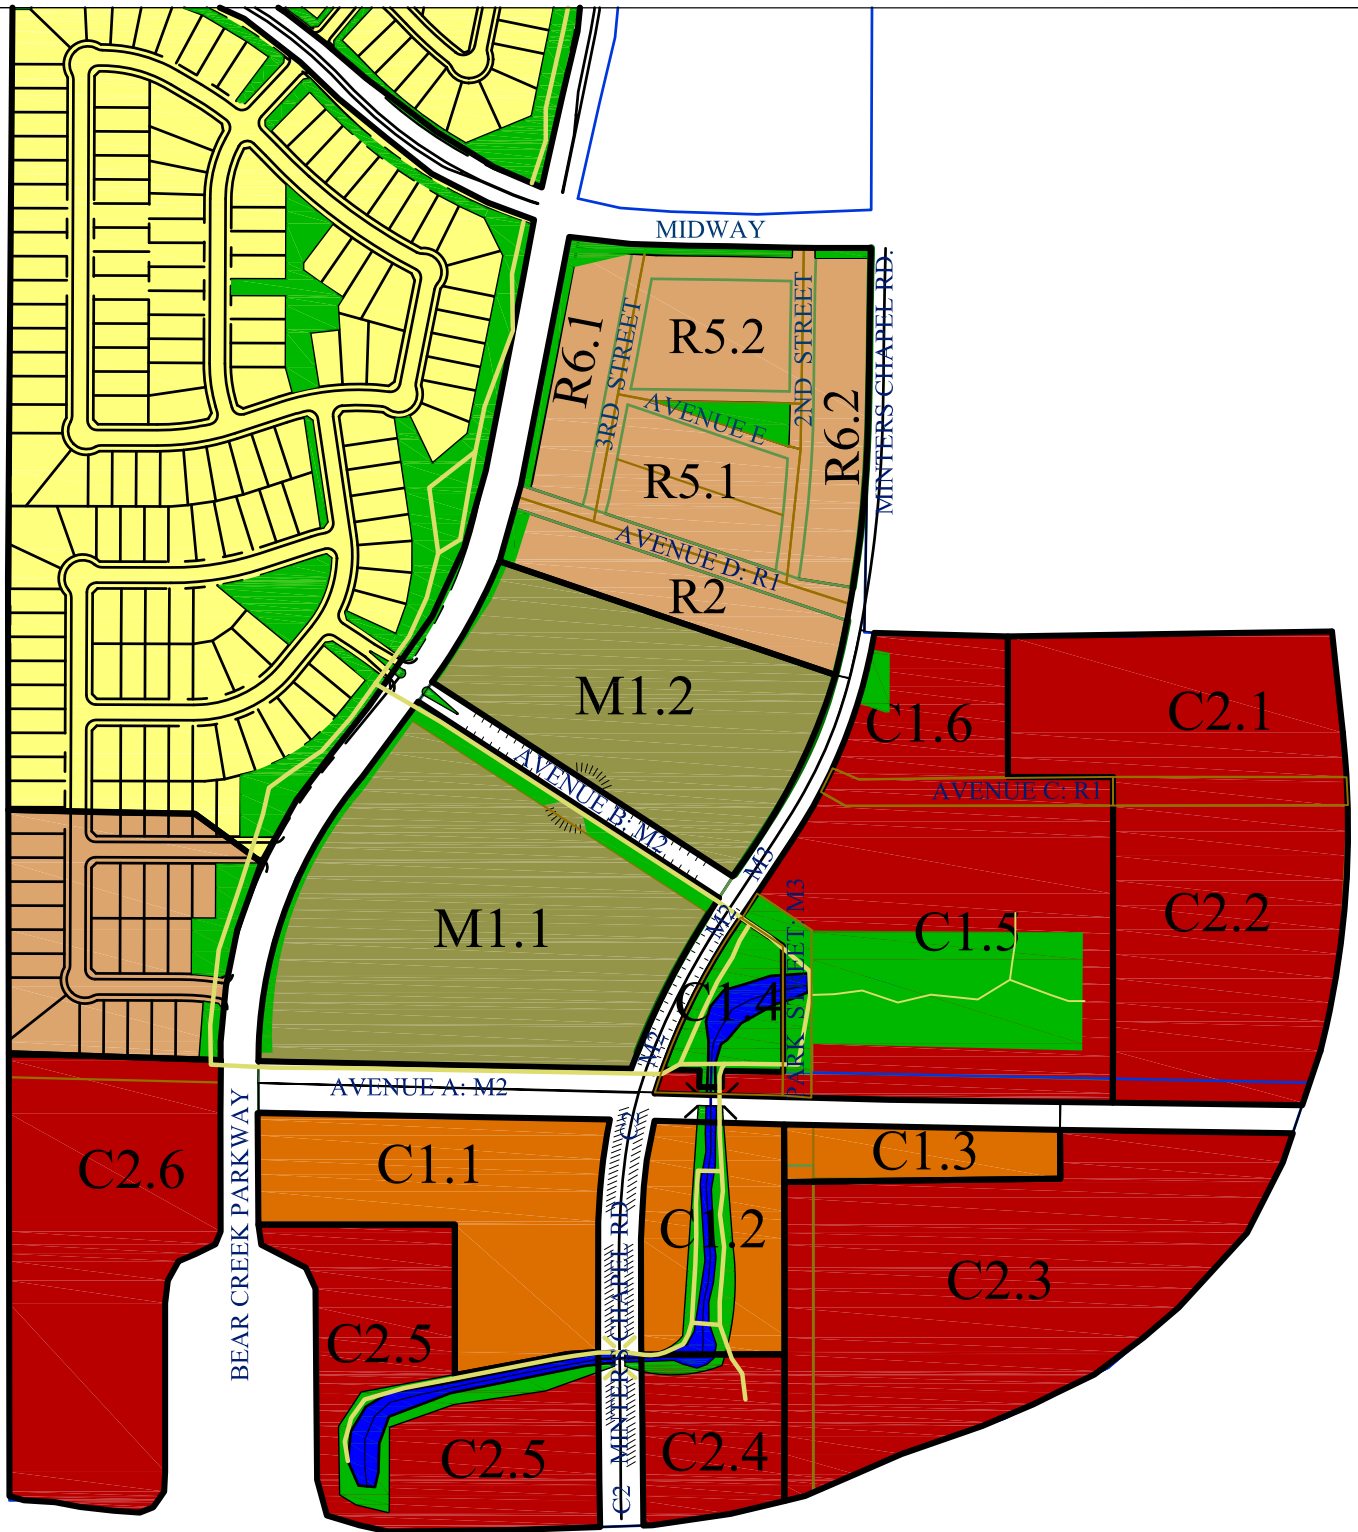 MIDWAY
MINTERS CHAPEL RD.
R6.1
3RD STREET
R5.2
2ND STREET
AVENUE E
R6.2
R5.1
AVENUE D: R1
R2
M1.2
C1.6
C2.1
AVENUE C: R1
AVENUE B: M2
M3
M1.1
M2
PARK STREET: M3
C1.5
C2.2
C1.4
M2
AVENUE A: M2
C2
C2.6
BEAR CREEK PARKWAY
C1.1
C1.3
MINTERS CHAPEL RD
C1.2
C2.3
C2.5
C2.5
C2.4
C2